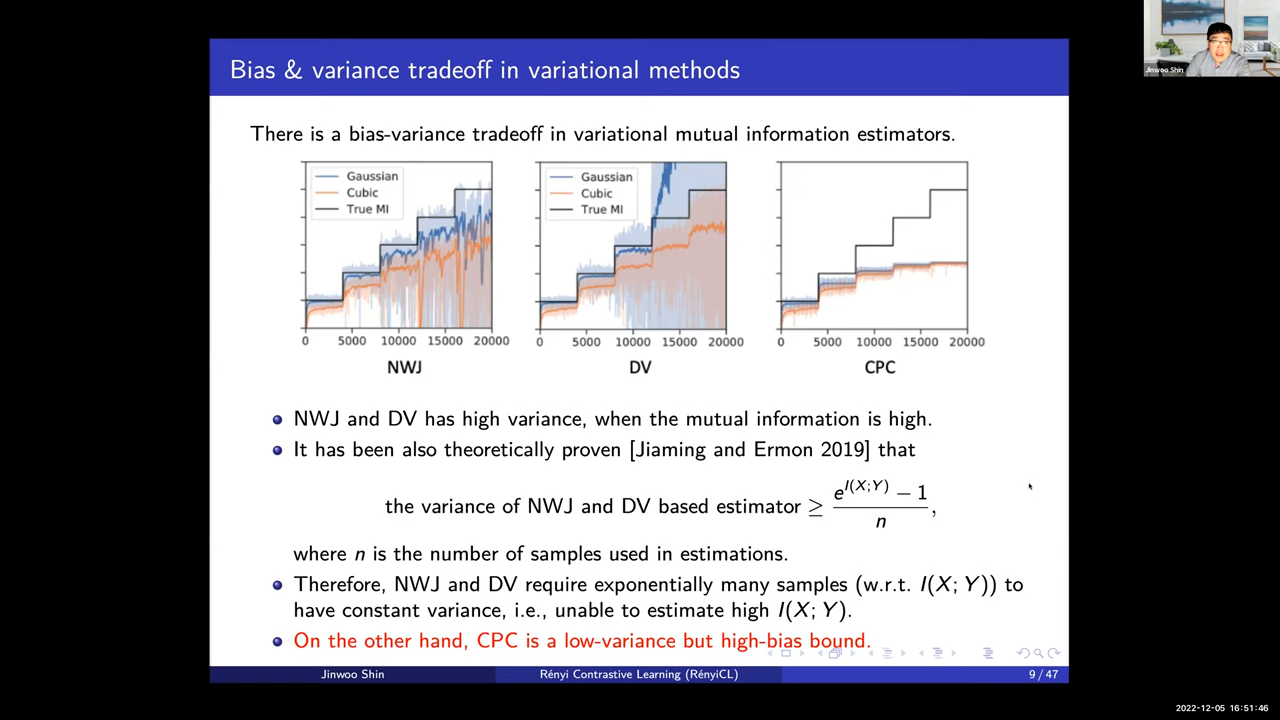 Jinwoo Shin
Bias & variance tradeoff in variational methods
There is a bias-variance tradeoff in variational mutual information estimators.
Gaussian
Cubic
True MI
0 5000 10000 15000 20000
NWJ
Gaussian
Cubic
True MI
0 5000 10000 15000 20000
DV
0 5000 10000 15000 20000
CPC
NWJ and DV has high variance, when the mutual information is high.
It has been also theoretically proven [Jiaming and Ermon 2019] that
the variance of NWJ and DV based estimator ≥ \frac{e^{I(X;Y)} − 1}{n},
where n is the number of samples used in estimations.
Therefore, NWJ and DV require exponentially many samples (w.r.t. I(X; Y)) to
have constant variance, i.e., unable to estimate high I(X; Y).
On the other hand, CPC is a low-variance but high-bias bound.
Jinwoo Shin Rényi Contrastive Learning (RényiCL) 9 / 47
2022-12-05 16:51:46